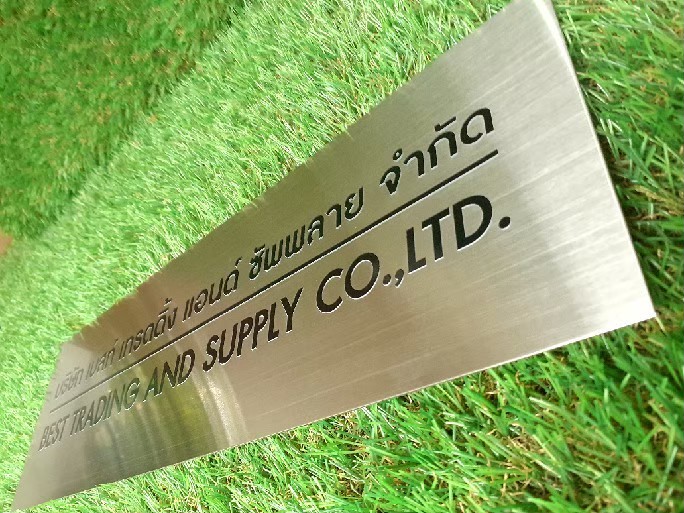 บริษัท เบสท์ เทรดดิ้ง แอนด์ ซัพพลาย จำกัด
BEST TRADING AND SUPPLY CO.,LTD.